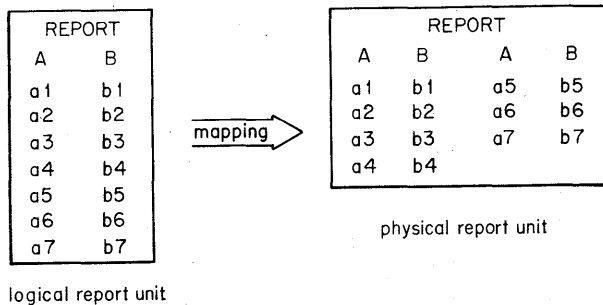 REPORT
A B
a1 b1
a2 b2
a3 b3
a4 b4
a5 b5
a6 b6
a7 b7
logical report unit
mapping
REPORT
A B A B
a1 b1 a5 b5
a2 b2 a6 b6
a3 b3 a7 b7
a4 b4
physical report unit